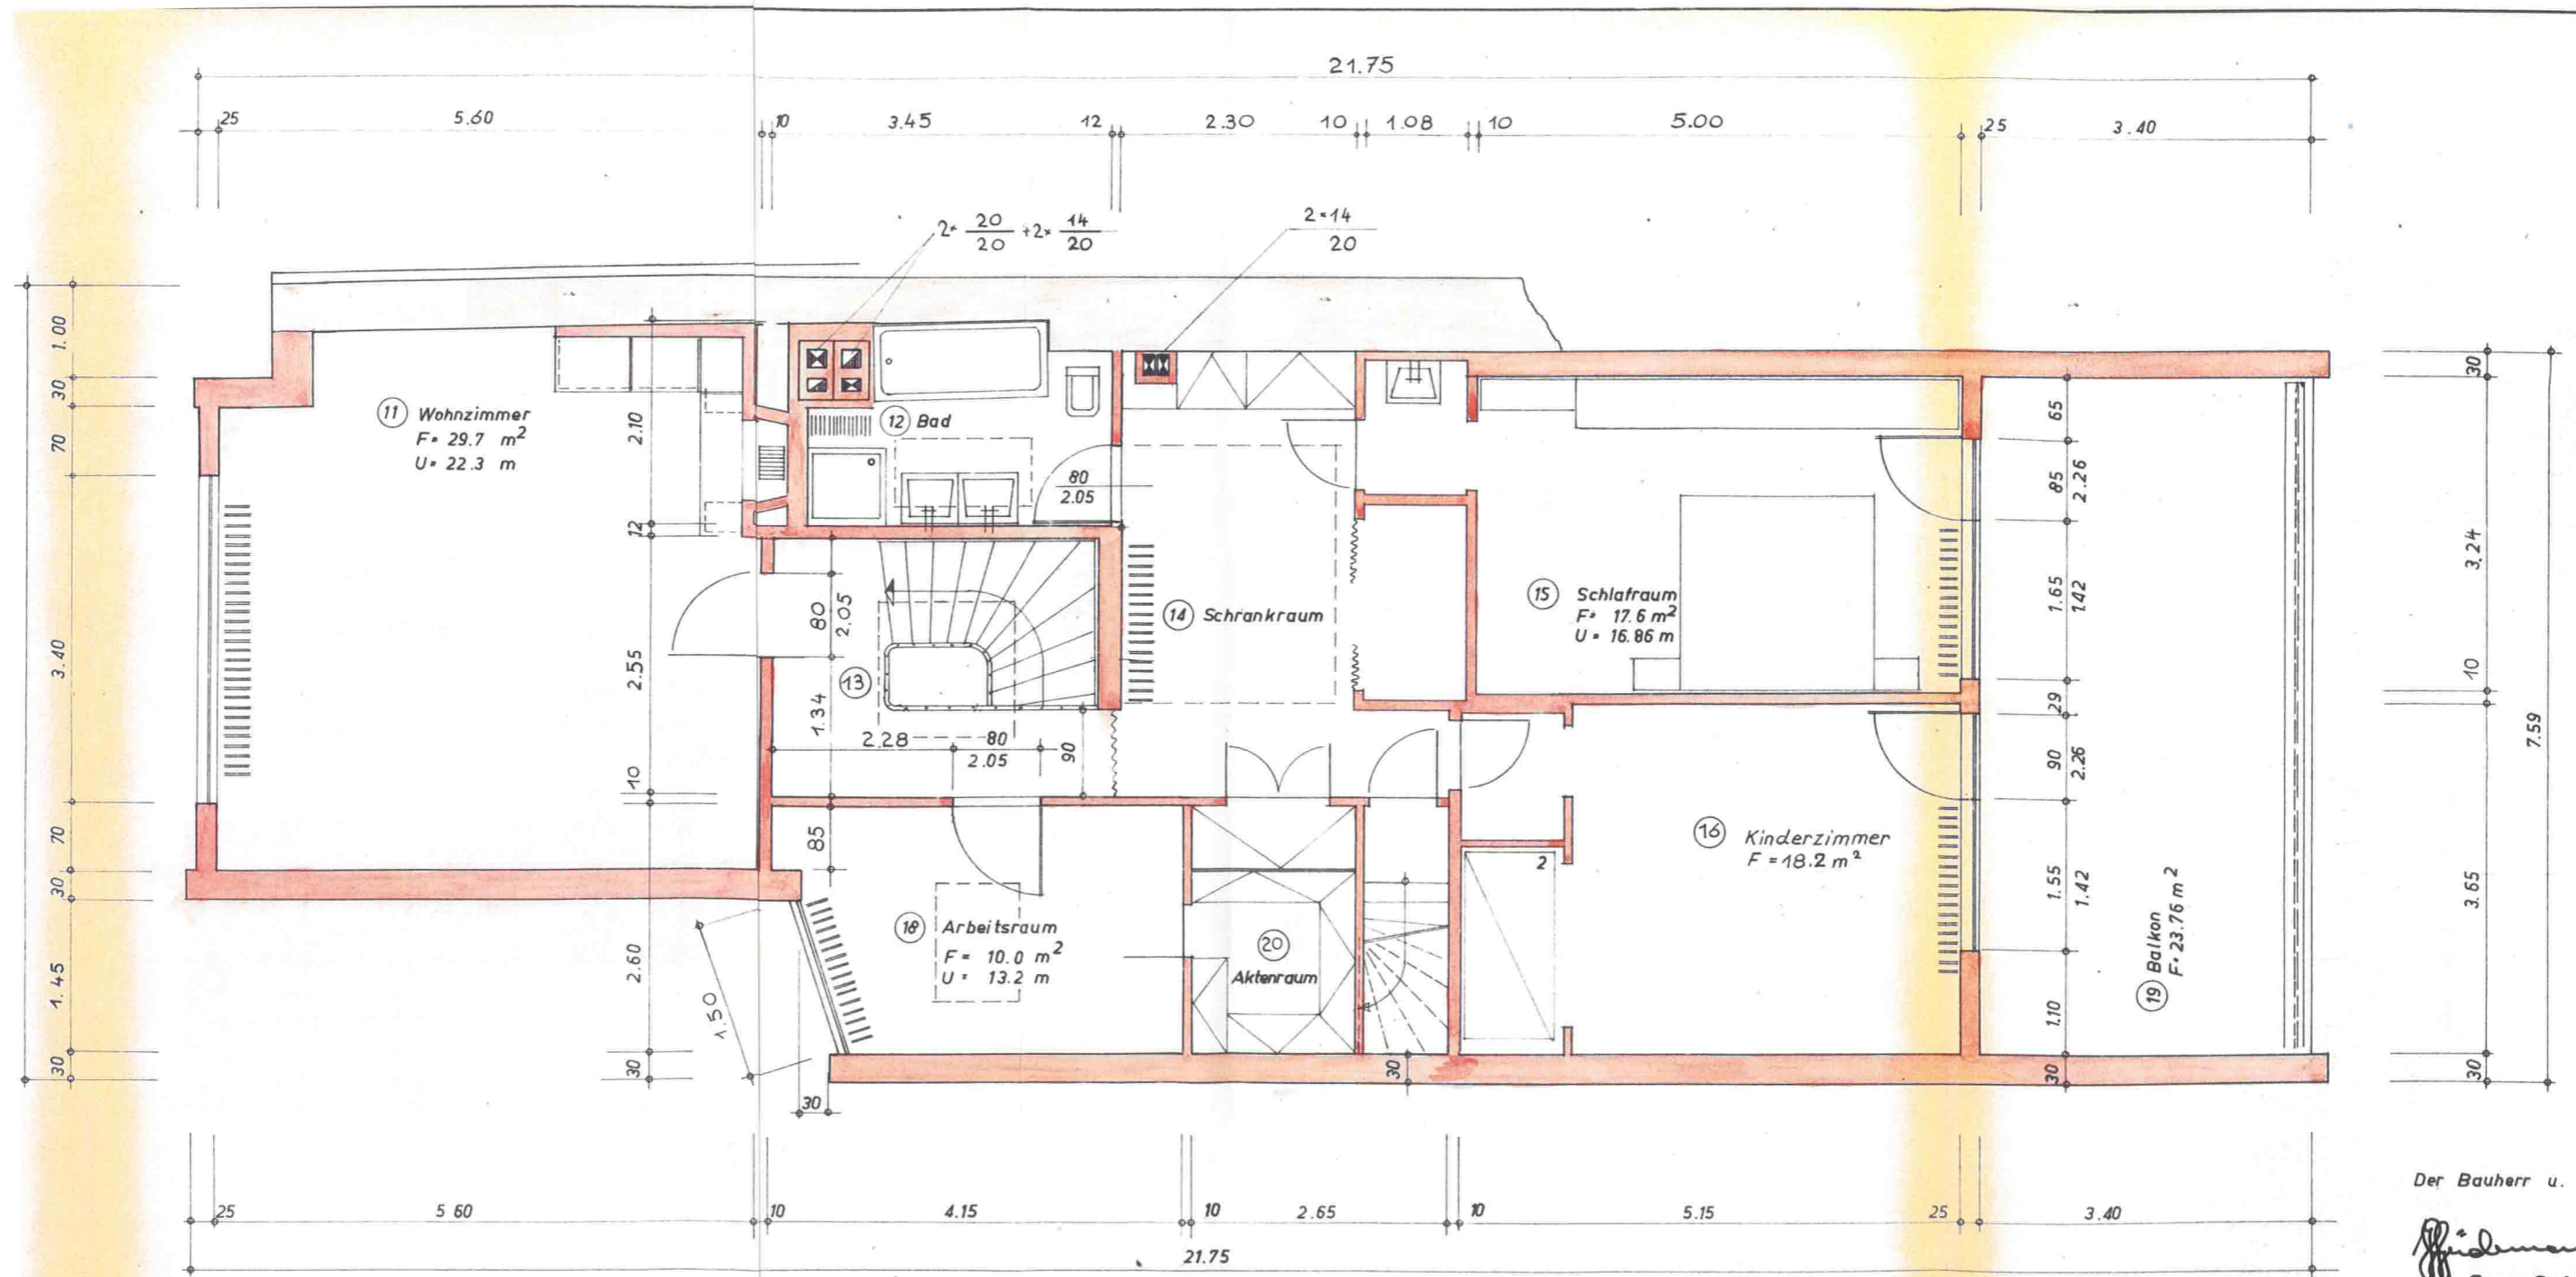 21.75
25 5.60 10 3.45 12 2.30 10 1.08 10 5.00 25 3.40
2× 20/20 +2× 14/20
2×14/20
1.00
30
70
3.40
70
30
1.45
30
11 Wohnzimmer
F= 29.7 m²
U= 22.3 m
2.10
12
2.55
10
2.60
30
12 Bad
80
2.05
80
2.05
1.34
85
13
2.28
80
2.05
90
14 Schrankraum
15 Schlafraum
F= 17.6 m²
U= 16.86 m
16 Kinderzimmer
F=18.2 m²
2
18 Arbeitsraum
F= 10.0 m²
U= 13.2 m
20
Aktenraum
1.50
30
30
65
85
2.26
1.65
1.42
29
90
2.26
1.55
1.42
1.10
30
19 Balkon
F=23.76 m²
30
3.24
10
3.65
30
7.59
25 5 60 10 4.15 10 2.65 10 5.15 25 3.40
21.75
Der Bauherr u.